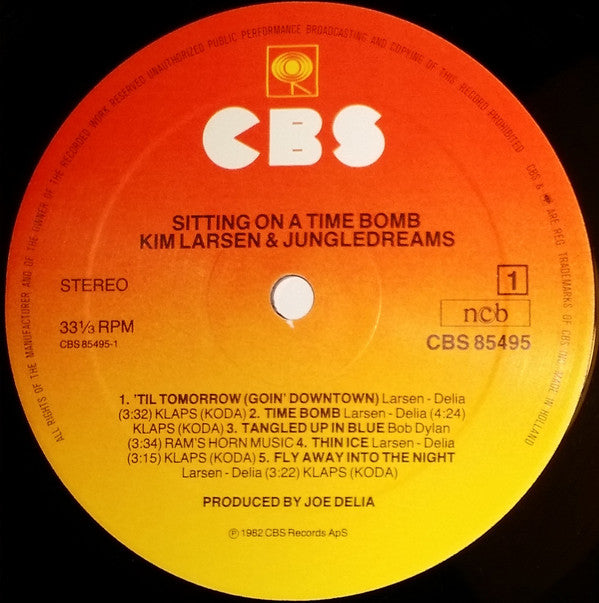 ALL RIGHTS OF THE MANUFACTURER AND OF THE OWNER OF THE RECORDED WORK RESERVED UNAUTHORIZED PUBLIC PERFORMANCE BROADCASTING AND COPYING OF THIS RECORD PROHIBITED
CBS & ARE REG. TRADEMARKS OF CBS INC. MADE IN HOLLAND
CBS
SITTING ON A TIME BOMB
KIM LARSEN & JUNGLEDREAMS
STEREO
1
33⅓ RPM
ncb
CBS 85495-1
CBS 85495
1. 'TIL TOMORROW (GOIN' DOWNTOWN) Larsen - Delia
(3:32) KLAPS (KODA) 2. TIME BOMB Larsen - Delia (4:24)
KLAPS (KODA) 3. TANGLED UP IN BLUE Bob Dylan
(3:34) RAM'S HORN MUSIC 4. THIN ICE Larsen - Delia
(3:15) KLAPS (KODA) 5. FLY AWAY INTO THE NIGHT
Larsen - Delia (3:22) KLAPS (KODA)
PRODUCED BY JOE DELIA
℗ 1982 CBS Records ApS